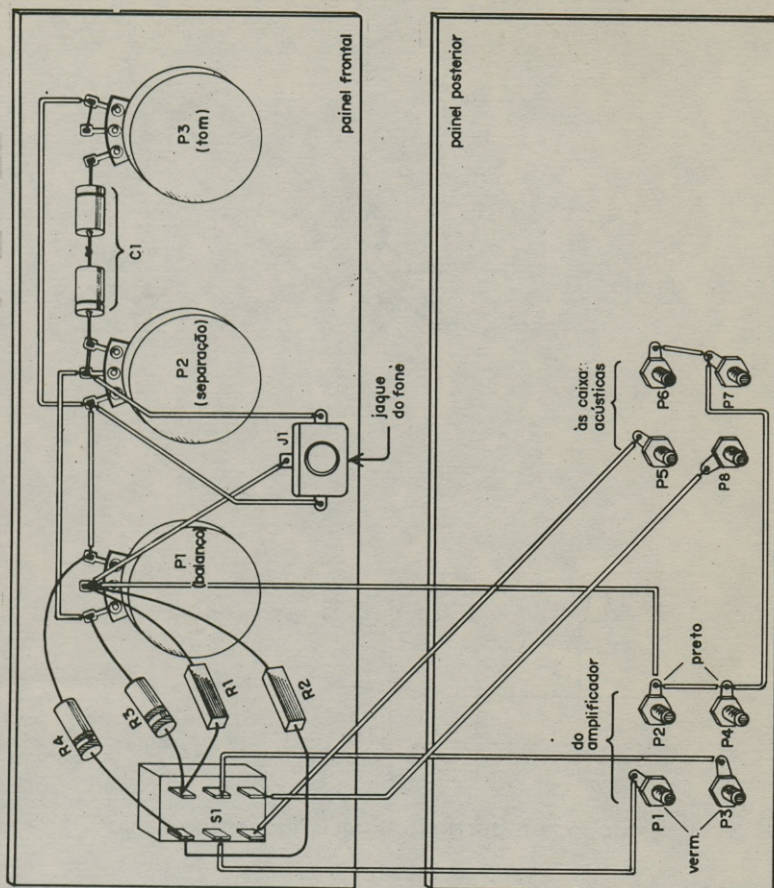 painel frontal
P3
(tom)
C1
P2
(separação)
J1
jaque
do fone
P1
(balanço)
R4
R3
R1
R2
S1
painel posterior
às caixas
acústicas
P6
P7
P5
P8
preto
do
amplificador
P2
P4
P1
P3
verm.